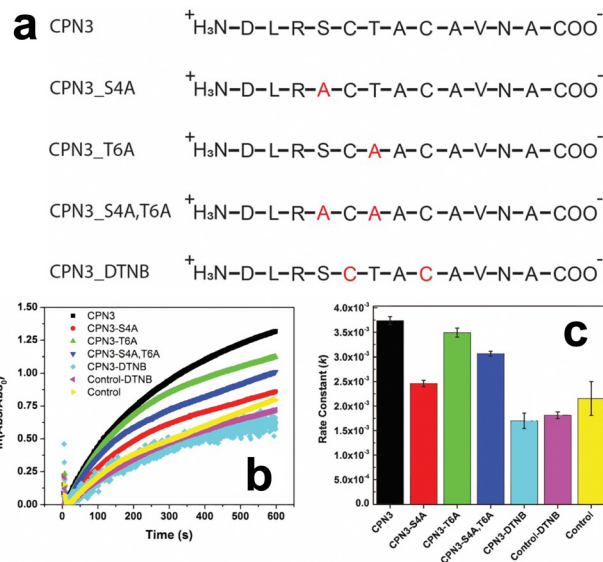 a
CPN3
+H₃N–D–L–R–S–C–T–A–C–A–V–N–A–COO⁻
CPN3_S4A
+H₃N–D–L–R–A–C–T–A–C–A–V–N–A–COO⁻
CPN3_T6A
+H₃N–D–L–R–S–C–A–A–C–A–V–N–A–COO⁻
CPN3_S4A,T6A
+H₃N–D–L–R–A–C–A–A–C–A–V–N–A–COO⁻
CPN3_DTNB
+H₃N–D–L–R–S–C–T–A–C–A–V–N–A–COO⁻
b
1.50
1.25
1.00
0.75
0.50
0.25
0.00
CPN3
CPN3-S4A
CPN3-T6A
CPN3-S4A,T6A
CPN3-DTNB
Control-DTNB
Control
0 100 200 300 400 500 600
Time (s)
c
Rate Constant (k)
4.0x10⁻³
3.5x10⁻³
3.0x10⁻³
2.5x10⁻³
2.0x10⁻³
1.5x10⁻³
1.0x10⁻³
5.0x10⁻⁴
0.0
CPN3
CPN3-S4A
CPN3-T6A
CPN3-S4A,T6A
CPN3-DTNB
Control-DTNB
Control